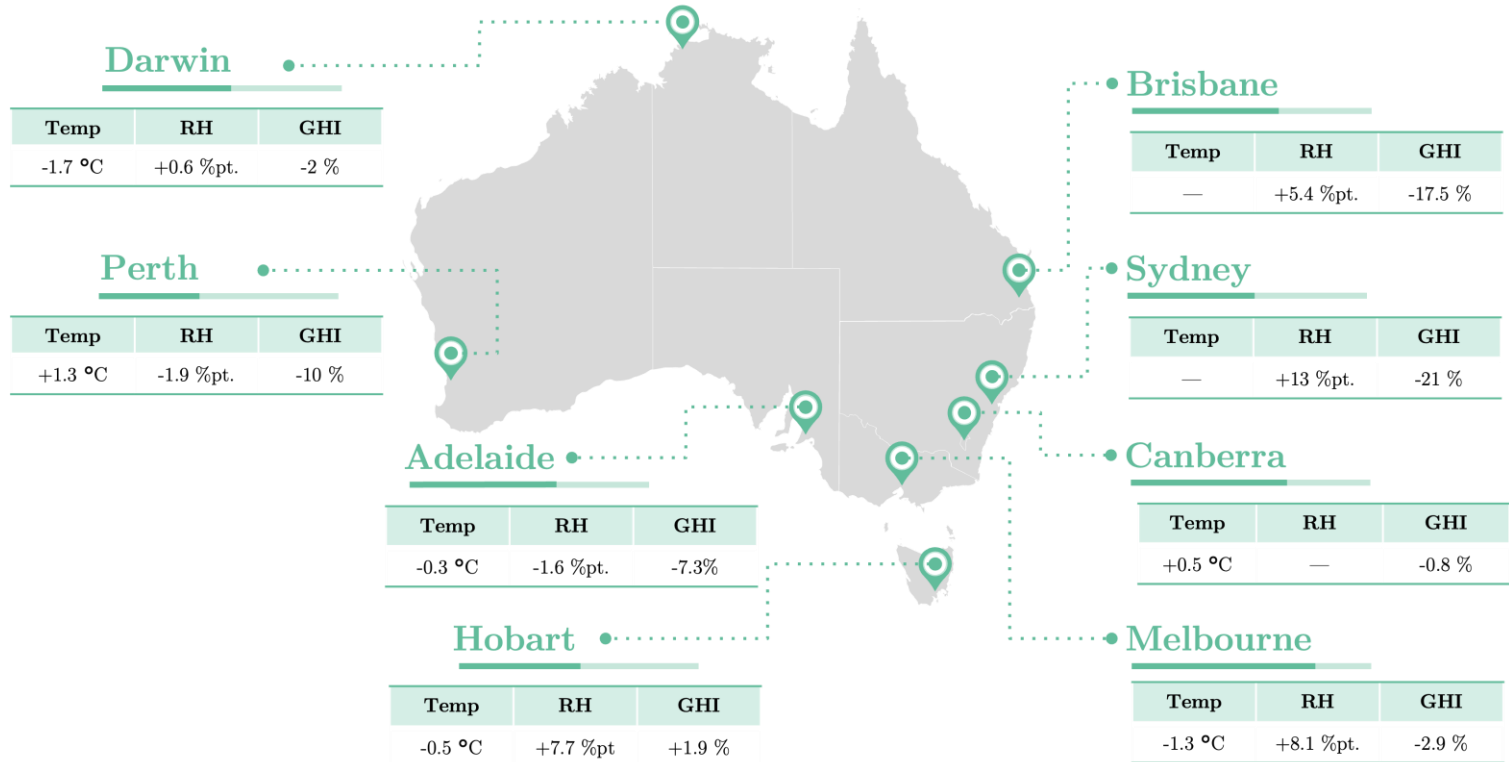 Darwin
Temp RH GHI
-1.7 °C +0.6 %pt. -2 %
Perth
Temp RH GHI
+1.3 °C -1.9 %pt. -10 %
Adelaide
Temp RH GHI
-0.3 °C -1.6 %pt. -7.3%
Hobart
Temp RH GHI
-0.5 °C +7.7 %pt +1.9 %
Brisbane
Temp RH GHI
— +5.4 %pt. -17.5 %
Sydney
Temp RH GHI
— +13 %pt. -21 %
Canberra
Temp RH GHI
+0.5 °C — -0.8 %
Melbourne
Temp RH GHI
-1.3 °C +8.1 %pt. -2.9 %